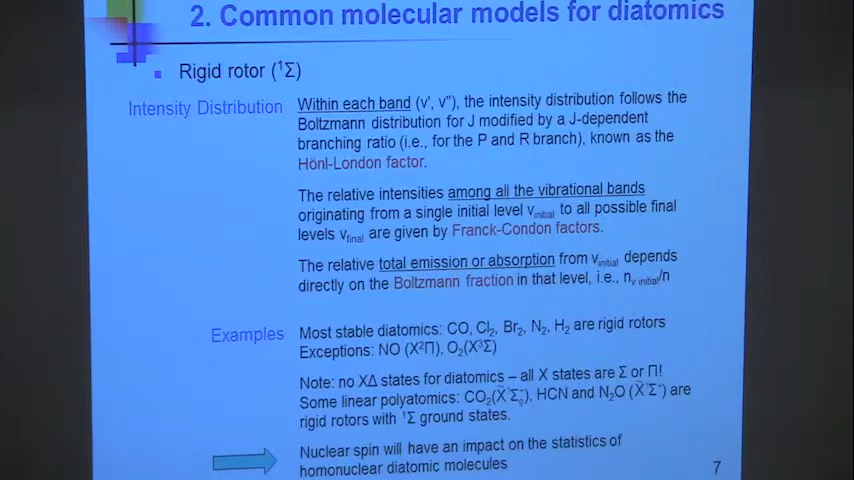 2. Common molecular models for diatomics
Rigid rotor (¹Σ)
Intensity Distribution
Within each band (v', v"), the intensity distribution follows the
Boltzmann distribution for J modified by a J-dependent
branching ratio (i.e., for the P and R branch), known as the
Hönl-London factor.
The relative intensities among all the vibrational bands
originating from a single initial level v_initial to all possible final
levels v_final are given by Franck-Condon factors.
The relative total emission or absorption from v_initial depends
directly on the Boltzmann fraction in that level, i.e., n_v initial/n
Examples
Most stable diatomics: CO, Cl₂, Br₂, N₂, H₂ are rigid rotors
Exceptions: NO (X²Π), O₂(X³Σ)
Note: no XΔ states for diatomics – all X states are Σ or Π!
Some linear polyatomics: CO₂ HCN and N₂O are
rigid rotors with ¹Σ ground states.
Nuclear spin will have an impact on the statistics of
homonuclear diatomic molecules
7